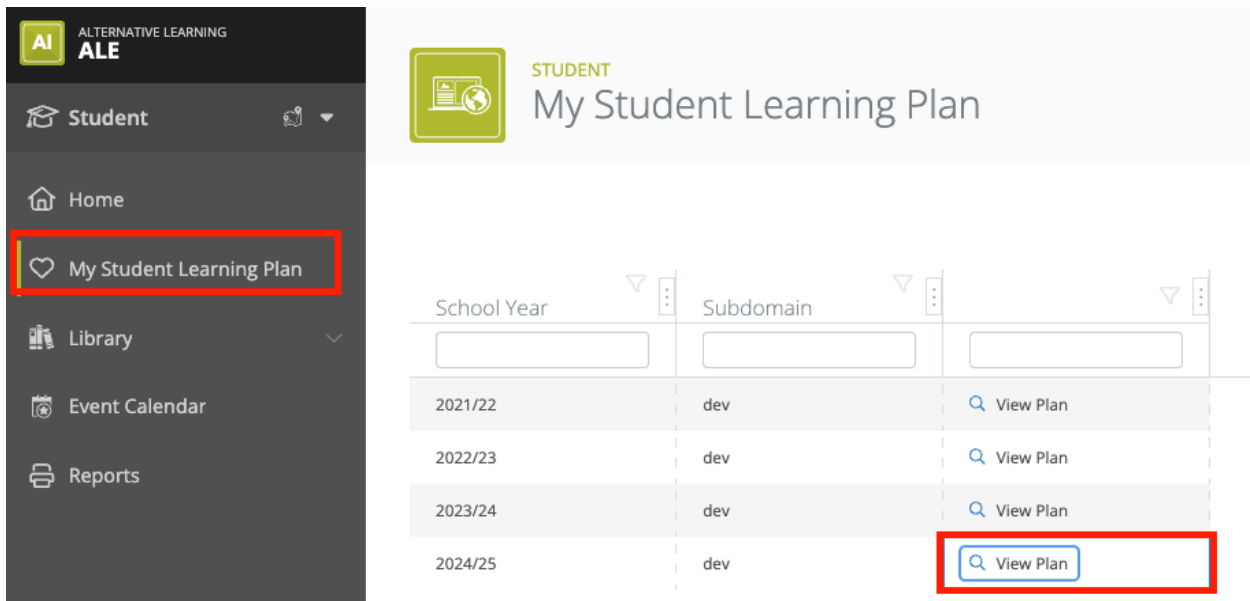 AI
ALTERNATIVE LEARNING
ALE
Student
Home
My Student Learning Plan
Library
Event Calendar
Reports
STUDENT
My Student Learning Plan
School Year Subdomain
2021/22 dev View Plan
2022/23 dev View Plan
2023/24 dev View Plan
2024/25 dev View Plan